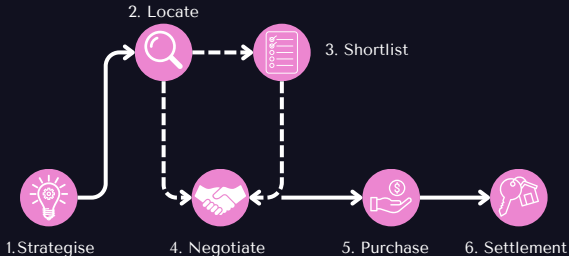 2. Locate
3. Shortlist
1.Strategise
4. Negotiate
5. Purchase
6. Settlement
$